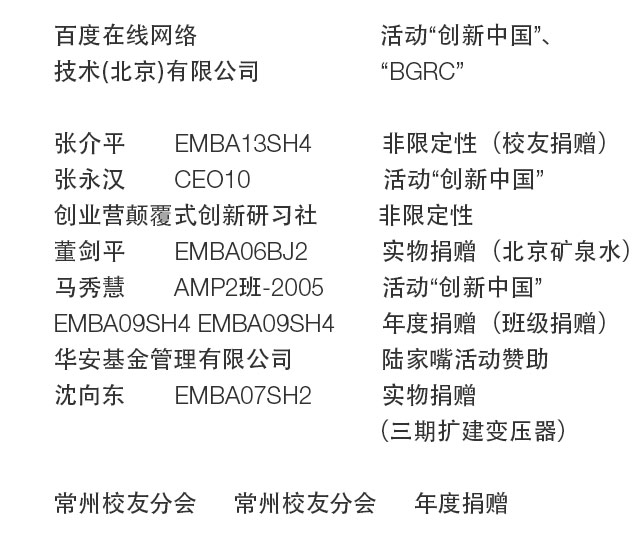 百度在线网络 活动“创新中国”、
技术(北京)有限公司 “BGRC”
张介平 EMBA13SH4 非限定性（校友捐赠）
张永汉 CEO10 活动“创新中国”
创业营颠覆式创新研习社 非限定性
董剑平 EMBA06BJ2 实物捐赠（北京矿泉水）
马秀慧 AMP2班-2005 活动“创新中国”
EMBA09SH4 EMBA09SH4 年度捐赠（班级捐赠）
华安基金管理有限公司 陆家嘴活动赞助
沈向东 EMBA07SH2 实物捐赠
（三期扩建变压器）
常州校友分会 常州校友分会 年度捐赠